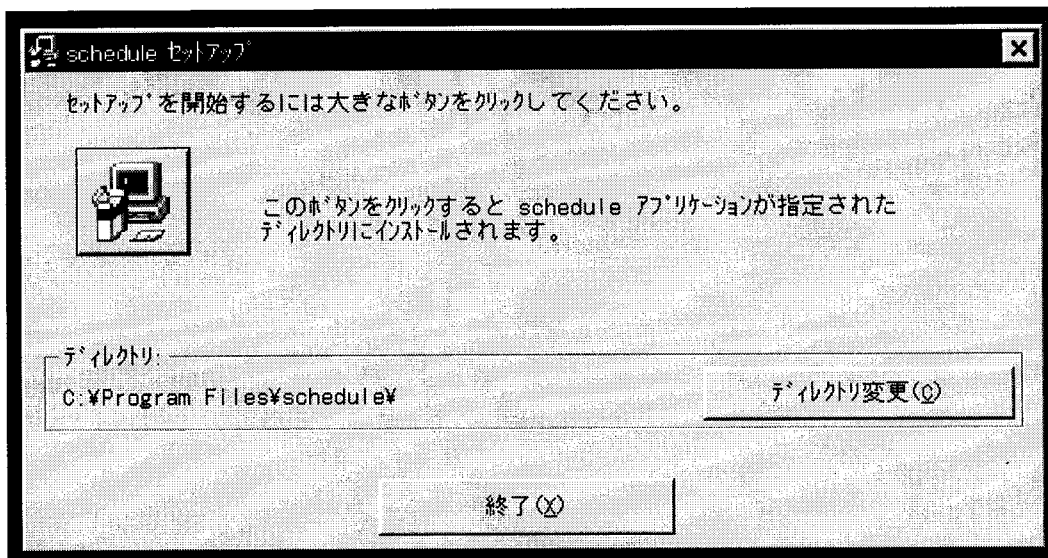 schedule ｾｯﾄｱｯﾌﾟ
ｾｯﾄｱｯﾌﾟを開始するには大きなﾎﾞﾀﾝをｸﾘｯｸしてください。
このﾎﾞﾀﾝをｸﾘｯｸすると schedule ｱﾌﾟﾘｹｰｼｮﾝが指定された
ﾃﾞｨﾚｸﾄﾘにｲﾝｽﾄｰﾙされます。
ﾃﾞｨﾚｸﾄﾘ:
C:¥Program Files¥schedule¥
ﾃﾞｨﾚｸﾄﾘ変更(C)
終了(X)